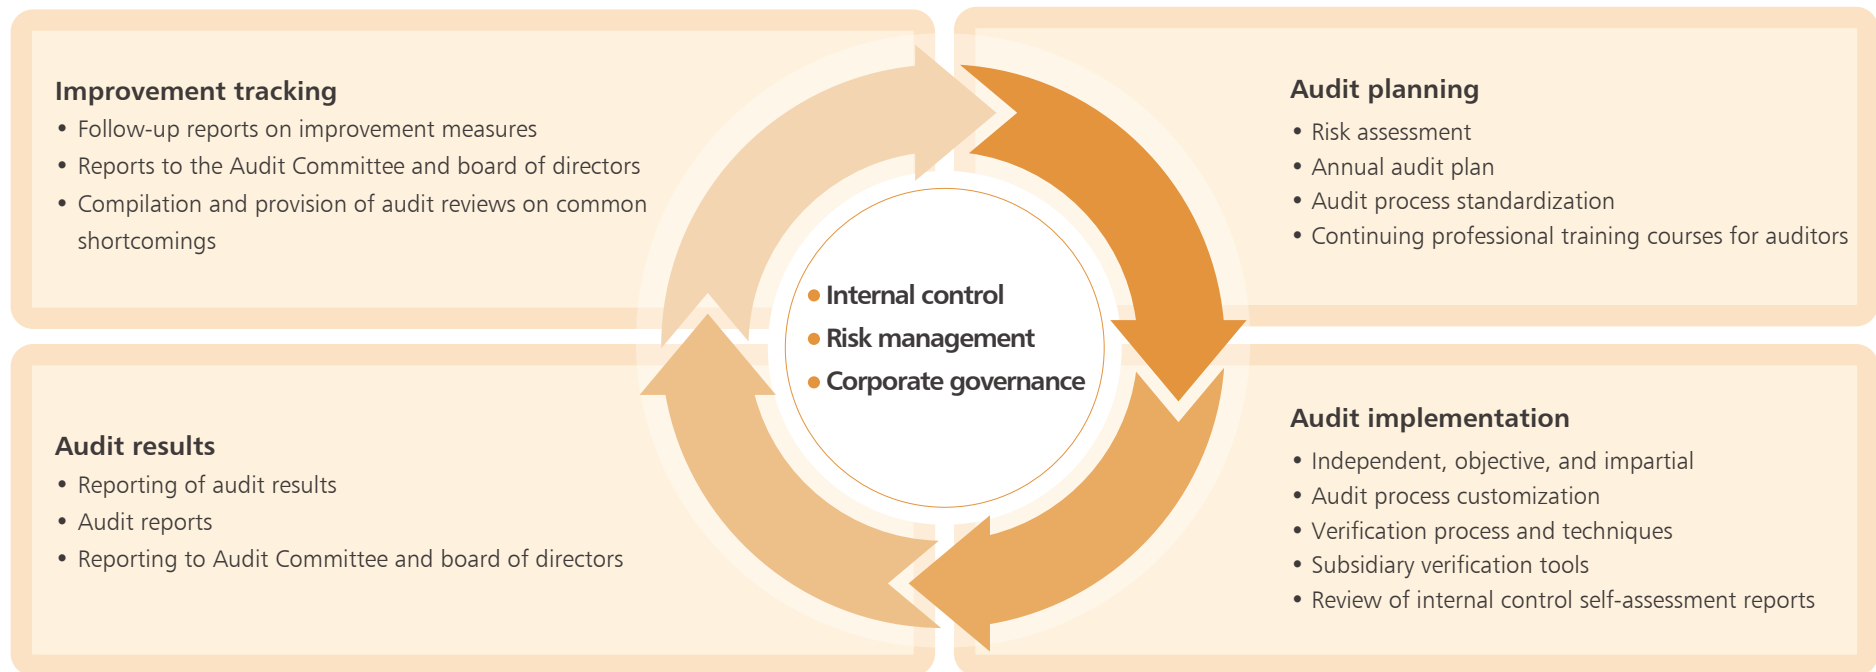 Improvement tracking
• Follow-up reports on improvement measures
• Reports to the Audit Committee and board of directors
• Compilation and provision of audit reviews on common
shortcomings
Audit planning
• Risk assessment
• Annual audit plan
• Audit process standardization
• Continuing professional training courses for auditors
• Internal control
• Risk management
• Corporate governance
Audit results
• Reporting of audit results
• Audit reports
• Reporting to Audit Committee and board of directors
Audit implementation
• Independent, objective, and impartial
• Audit process customization
• Verification process and techniques
• Subsidiary verification tools
• Review of internal control self-assessment reports